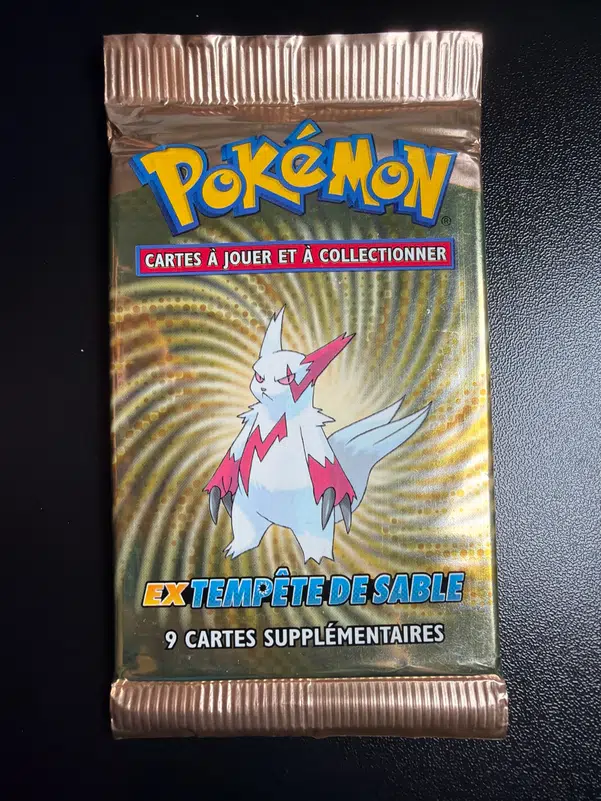 POKéMON®
CARTES À JOUER ET À COLLECTIONNER
EX TEMPÊTE DE SABLE
9 CARTES SUPPLÉMENTAIRES